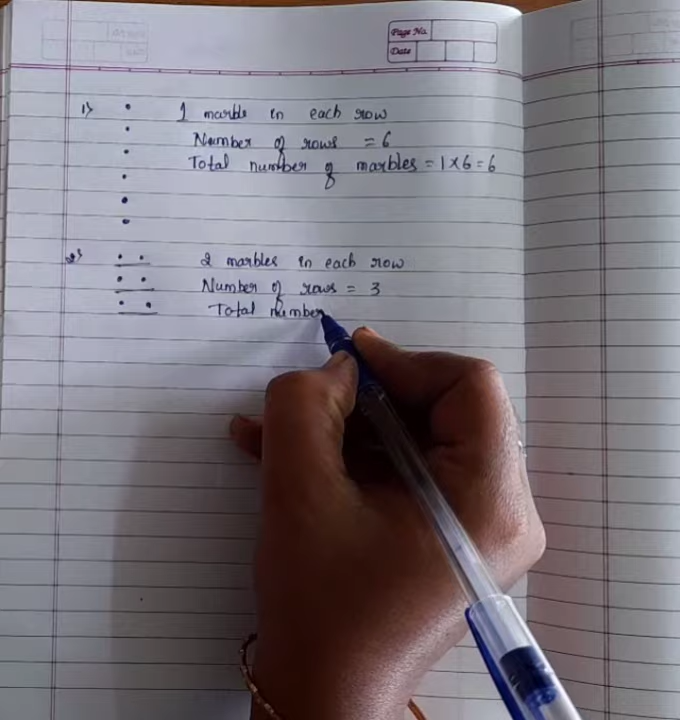 Page No.
Date
1) 1 marble in each row
Number of rows = 6
Total number of marbles = 1 x 6 = 6
2) 2 marbles in each row
Number of rows = 3
Total number